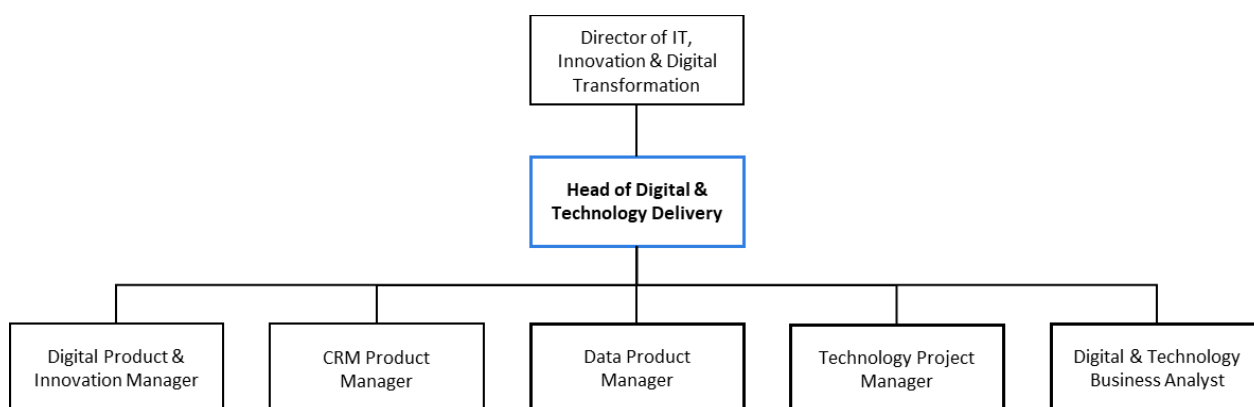 Director of IT,
Innovation & Digital
Transformation
Head of Digital &
Technology Delivery
Digital Product &
Innovation Manager
CRM Product
Manager
Data Product
Manager
Technology Project
Manager
Digital & Technology
Business Analyst